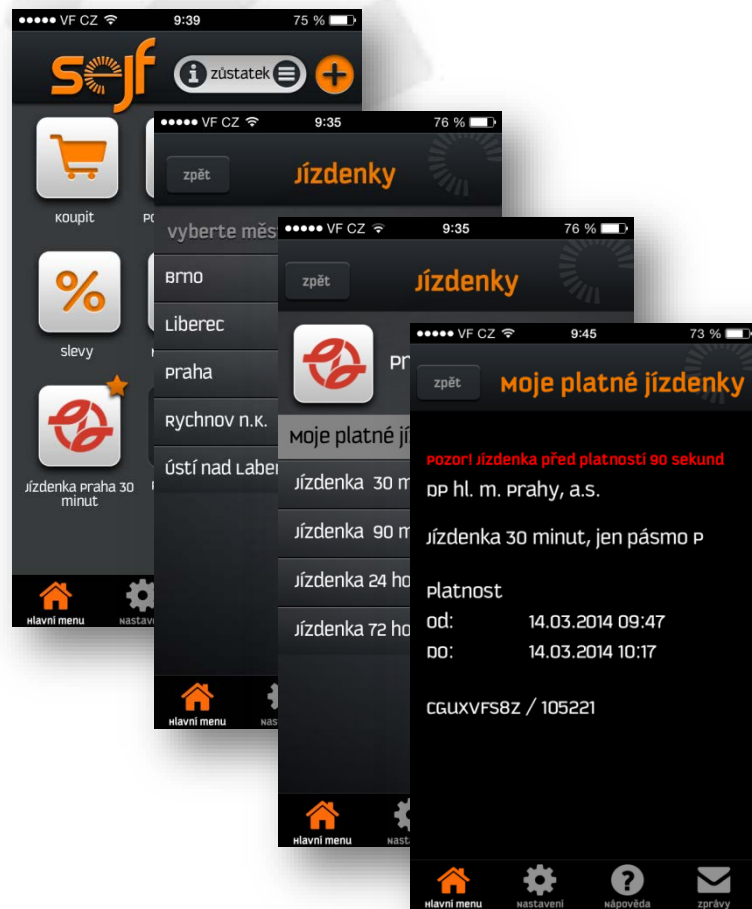 VF CZ 9:39 75 %
sejf
i zůstatek
koupit
slevy
Jízdenka Praha 30
minut
Hlavní menu
VF CZ 9:35 76 %
zpět Jízdenky
Brno
Liberec
Praha
Rychnov n.K.
Ústí nad
Hlavní menu
VF CZ 9:35 76 %
zpět Jízdenky
Moje platné
Jízdenka 30
Jízdenka 90
Jízdenka 24
Jízdenka 72
Hlavní menu
VF CZ 9:45 73 %
zpět Moje platné jízdenky
Pozor! Jízdenka před platností 90 sekund
DP hl. m. Prahy, a.s.
Jízdenka 30 minut, jen pásmo P
Platnost
od: 14.03.2014 09:47
Do: 14.03.2014 10:17
CGUXVFS8Z / 105221
Hlavní menu Nastavení Nápověda zprávy